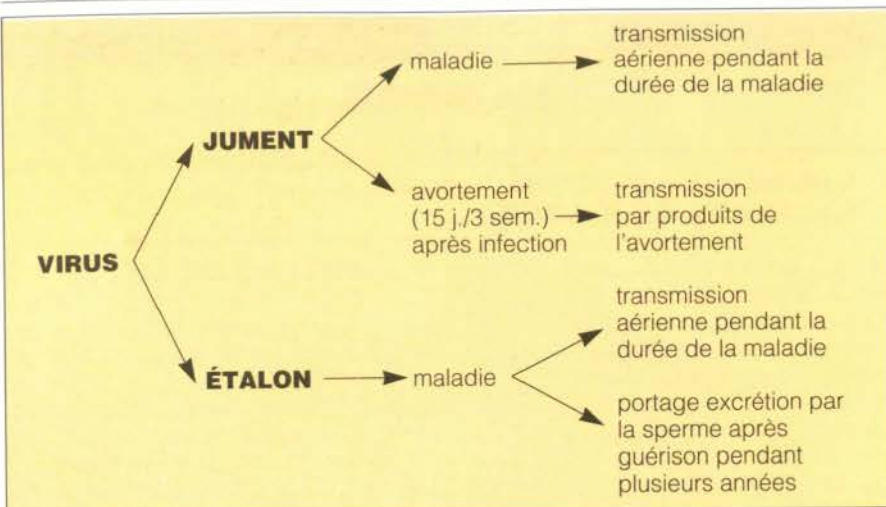 VIRUS
JUMENT
maladie
transmission
aérienne pendant la
durée de la maladie
avortement
(15 j./3 sem.)
après infection
transmission
par produits de
l'avortement
ÉTALON
maladie
transmission
aérienne pendant la
durée de la maladie
portage excrétion par
la sperme après
guérison pendant
plusieurs années